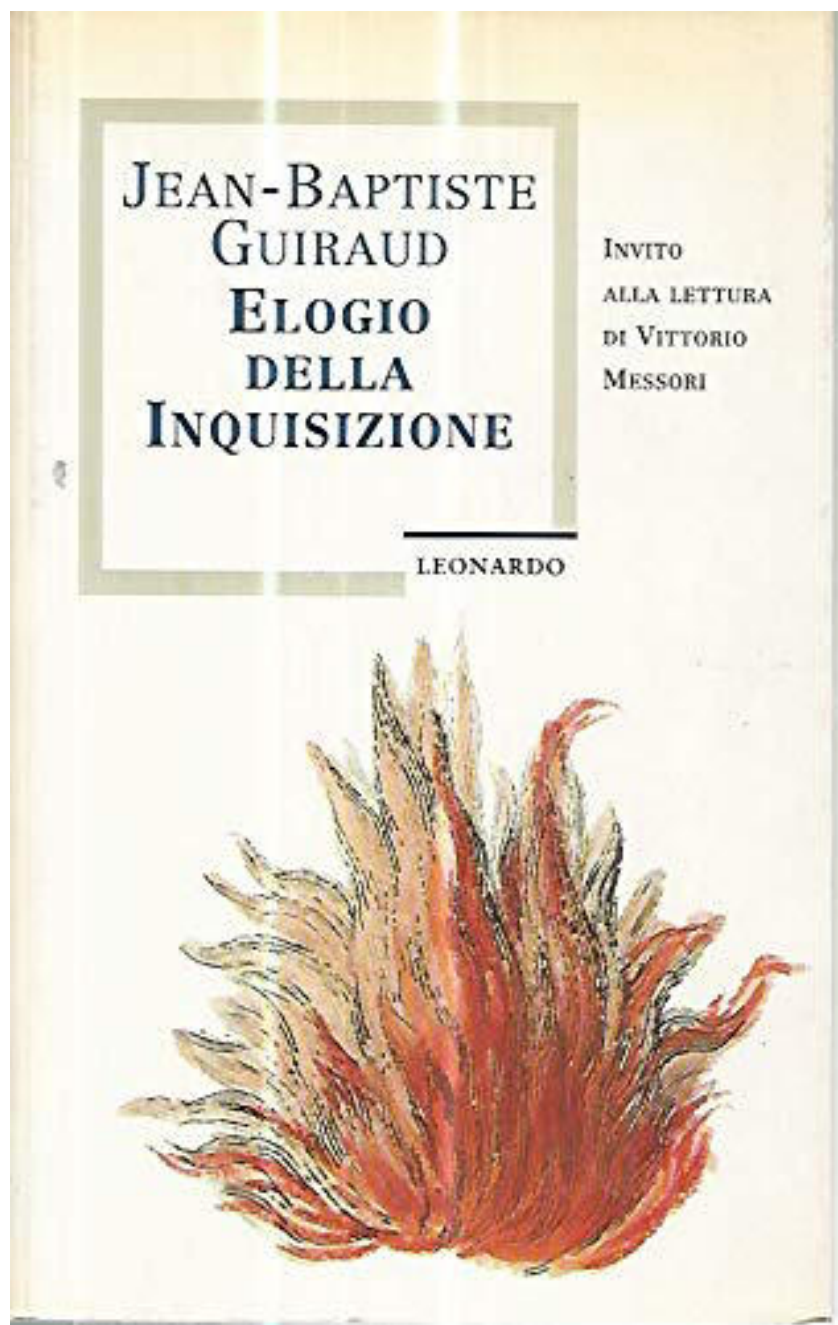 JEAN-BAPTISTE
GUIRAUD
ELOGIO
DELLA
INQUISIZIONE
LEONARDO
INVITO
ALLA LETTURA
DI VITTORIO
MESSORI